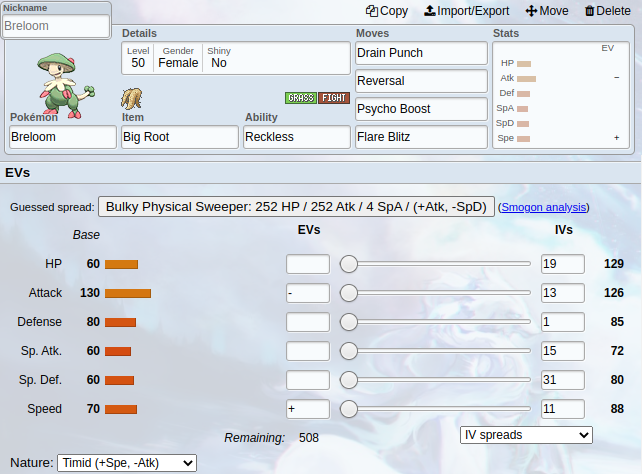 Nickname
Breloom
Copy Import/Export Move Delete
Details
Level Gender Shiny
50 Female No
GRASS FIGHT
Pokémon Item Ability
Breloom Big Root Reckless
Moves
Drain Punch
Reversal
Psycho Boost
Flare Blitz
Stats
EV
HP
Atk −
Def
SpA
SpD
Spe +
EVs
Guessed spread: Bulky Physical Sweeper: 252 HP / 252 Atk / 4 SpA / (+Atk, -SpD) (Smogon analysis)
Base EVs IVs
HP 60 19 129
Attack 130 - 13 126
Defense 80 1 85
Sp. Atk. 60 15 72
Sp. Def. 60 31 80
Speed 70 + 11 88
Remaining: 508 IV spreads
Nature: Timid (+Spe, -Atk)